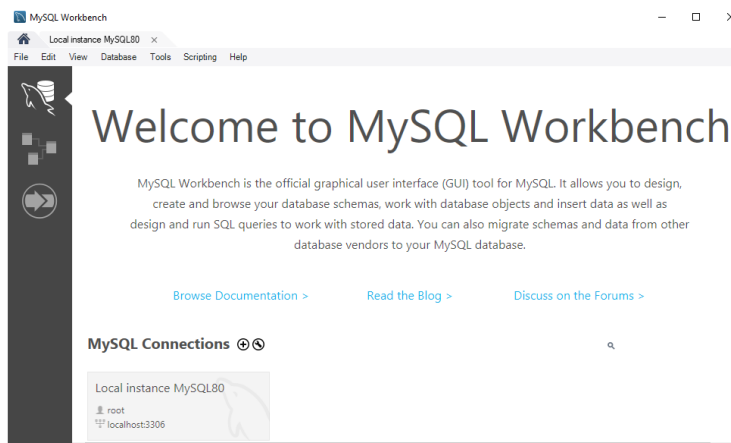 MySQL Workbench
Local instance MySQL80
File Edit View Database Tools Scripting Help
Welcome to MySQL Workbench
MySQL Workbench is the official graphical user interface (GUI) tool for MySQL. It allows you to design,
create and browse your database schemas, work with database objects and insert data as well as
design and run SQL queries to work with stored data. You can also migrate schemas and data from other
database vendors to your MySQL database.
Browse Documentation > Read the Blog > Discuss on the Forums >
MySQL Connections
Local instance MySQL80
root
localhost:3306